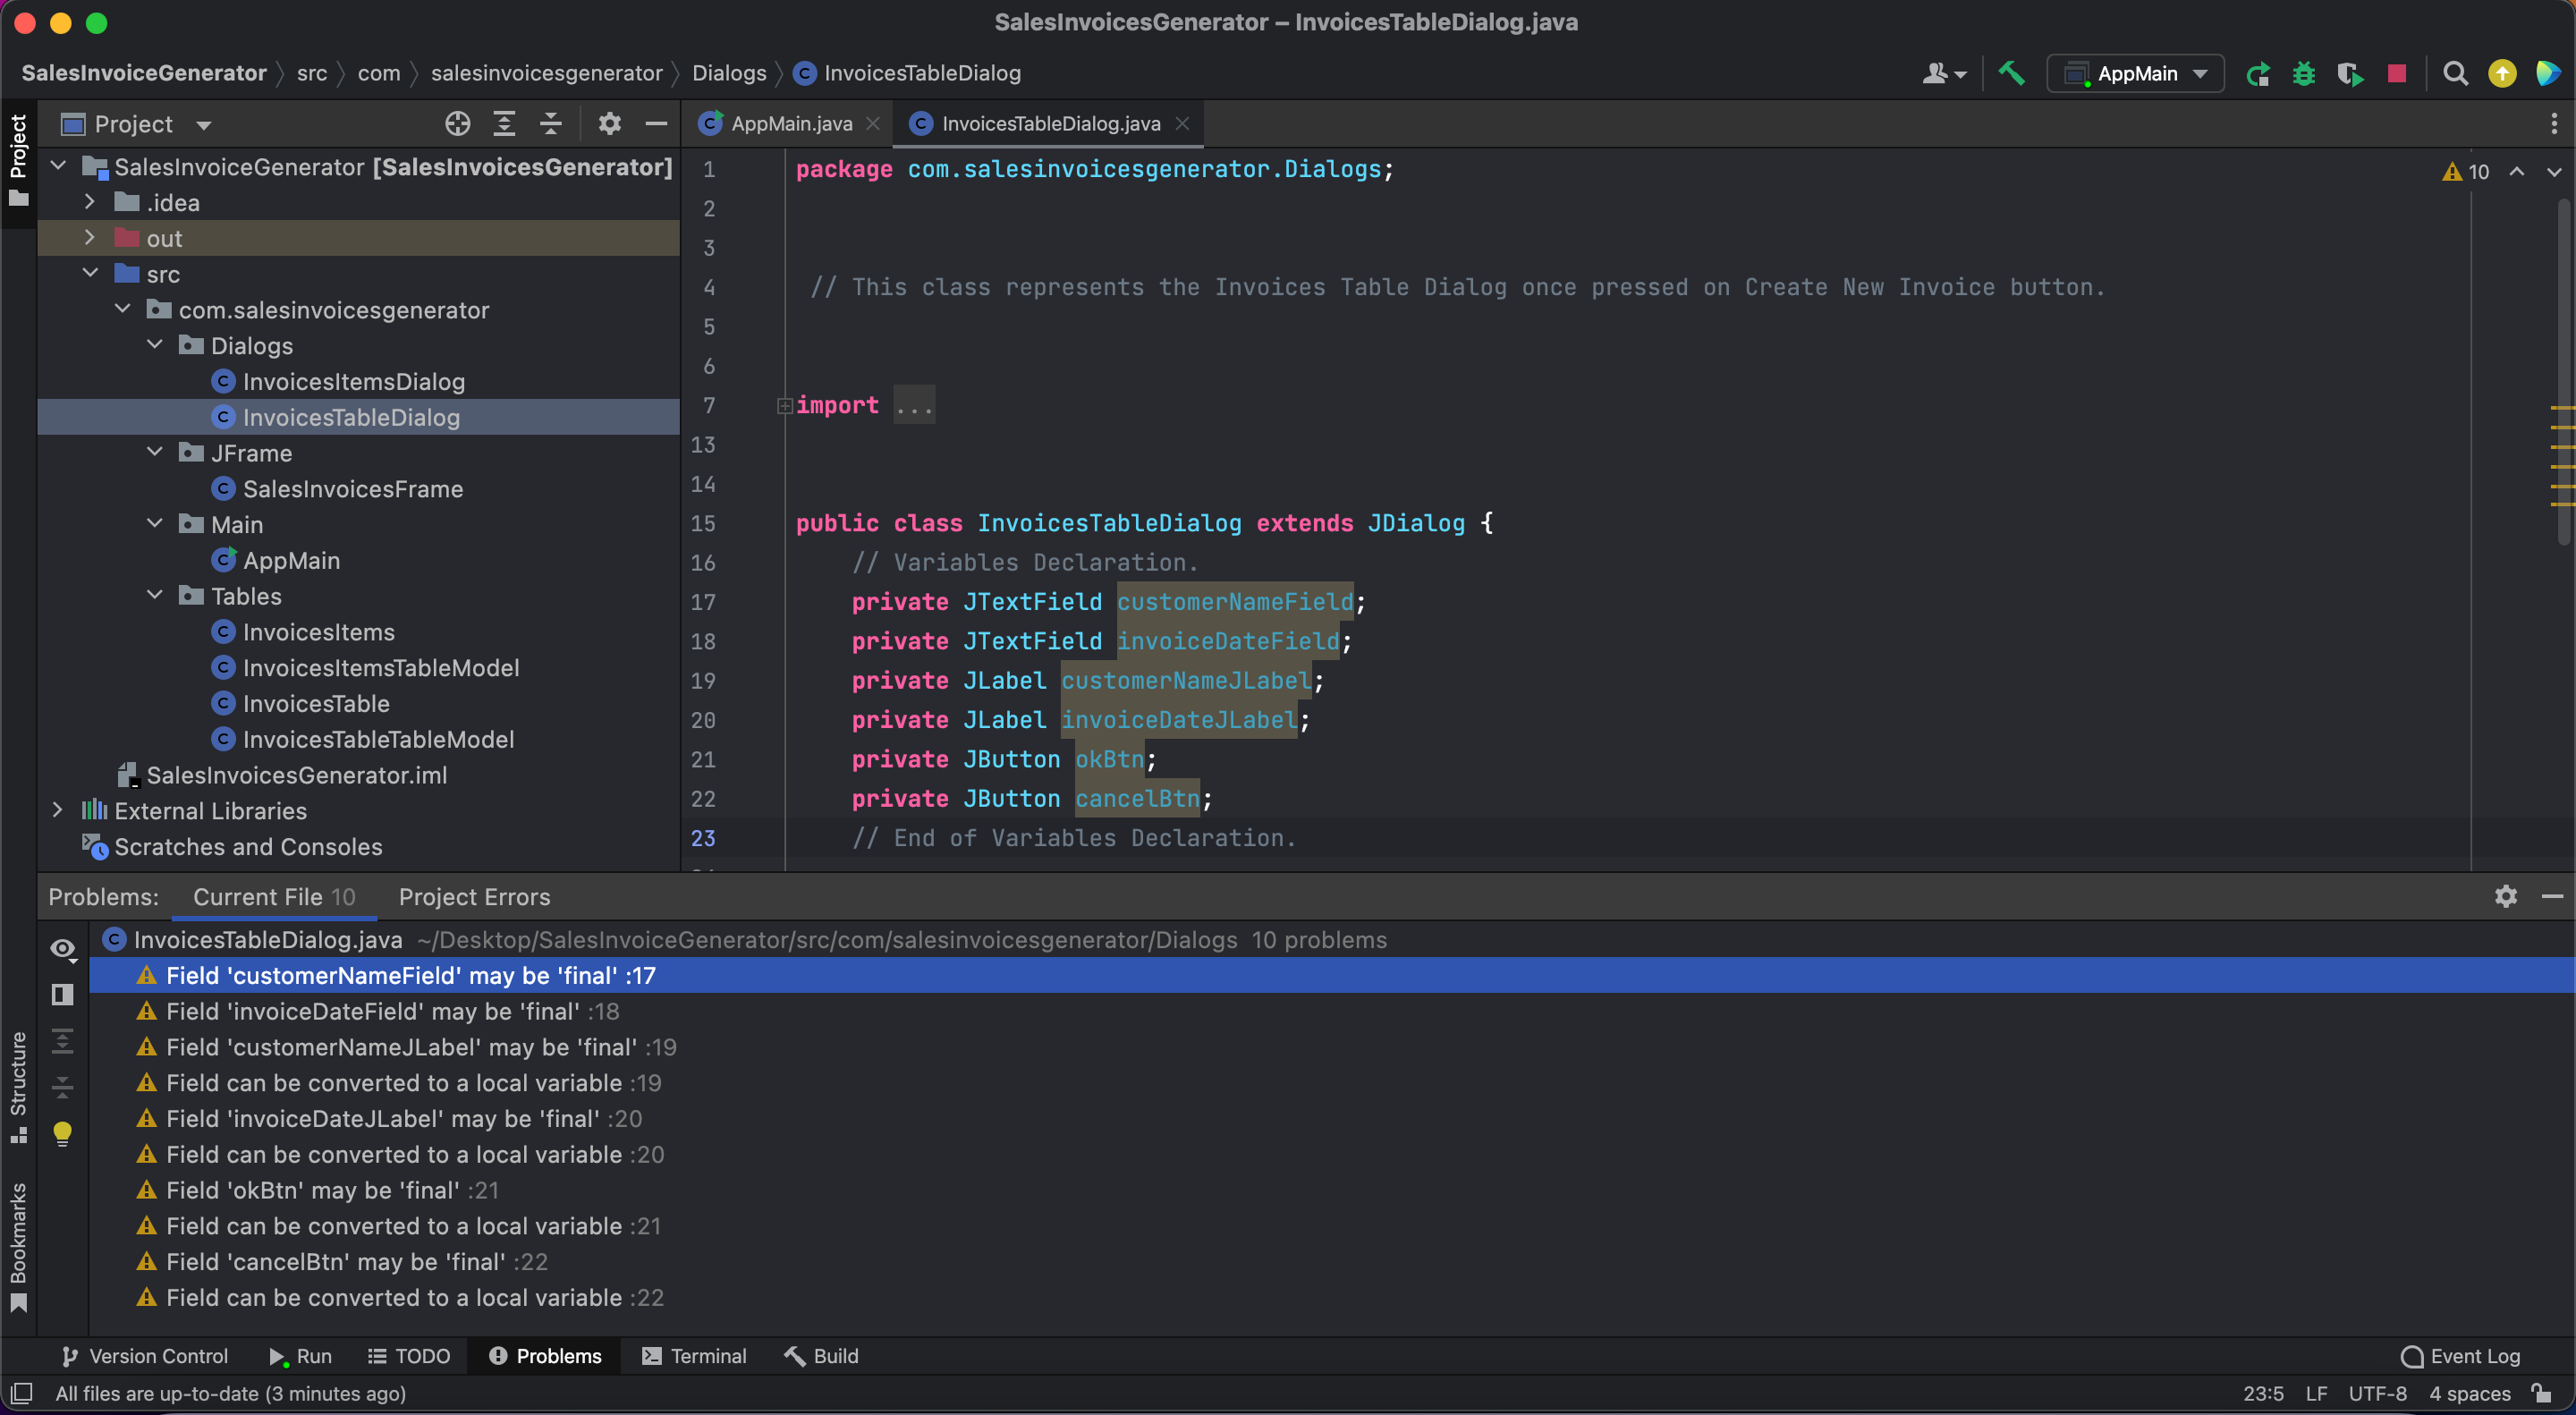 SalesInvoicesGenerator – InvoicesTableDialog.java
SalesInvoiceGenerator src com salesinvoicesgenerator Dialogs InvoicesTableDialog
AppMain
Project
Project
AppMain.java
InvoicesTableDialog.java
SalesInvoiceGenerator [SalesInvoicesGenerator]
.idea
out
src
com.salesinvoicesgenerator
Dialogs
InvoicesItemsDialog
InvoicesTableDialog
JFrame
SalesInvoicesFrame
Main
AppMain
Tables
InvoicesItems
InvoicesItemsTableModel
InvoicesTable
InvoicesTableTableModel
SalesInvoicesGenerator.iml
External Libraries
Scratches and Consoles
10
1 package com.salesinvoicesgenerator.Dialogs;
2
3
4 // This class represents the Invoices Table Dialog once pressed on Create New Invoice button.
5
6
7 import ...
13
14
15 public class InvoicesTableDialog extends JDialog {
16 // Variables Declaration.
17 private JTextField customerNameField;
18 private JTextField invoiceDateField;
19 private JLabel customerNameJLabel;
20 private JLabel invoiceDateJLabel;
21 private JButton okBtn;
22 private JButton cancelBtn;
23 // End of Variables Declaration.
Problems: Current File 10 Project Errors
InvoicesTableDialog.java ~/Desktop/SalesInvoiceGenerator/src/com/salesinvoicesgenerator/Dialogs 10 problems
Field 'customerNameField' may be 'final' :17
Field 'invoiceDateField' may be 'final' :18
Field 'customerNameJLabel' may be 'final' :19
Field can be converted to a local variable :19
Field 'invoiceDateJLabel' may be 'final' :20
Field can be converted to a local variable :20
Field 'okBtn' may be 'final' :21
Field can be converted to a local variable :21
Field 'cancelBtn' may be 'final' :22
Field can be converted to a local variable :22
Structure
Bookmarks
Version Control Run TODO Problems Terminal Build Event Log
All files are up-to-date (3 minutes ago) 23:5 LF UTF-8 4 spaces